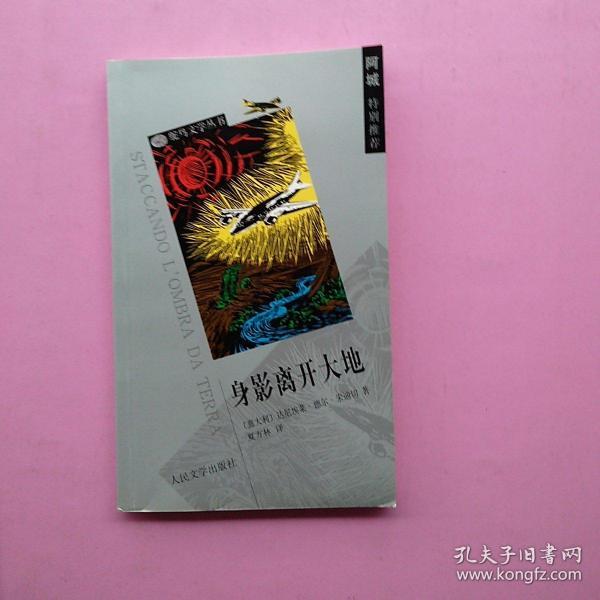 阿城 特别推荐
鸵鸟文学丛书
STACCANDO L'OMBRA DA TERRA
身影离开大地
〔意大利〕达尼埃莱·德尔·朱迪切 著
夏方林 译
人民文学出版社
孔夫子旧书网
www.kongfz.com